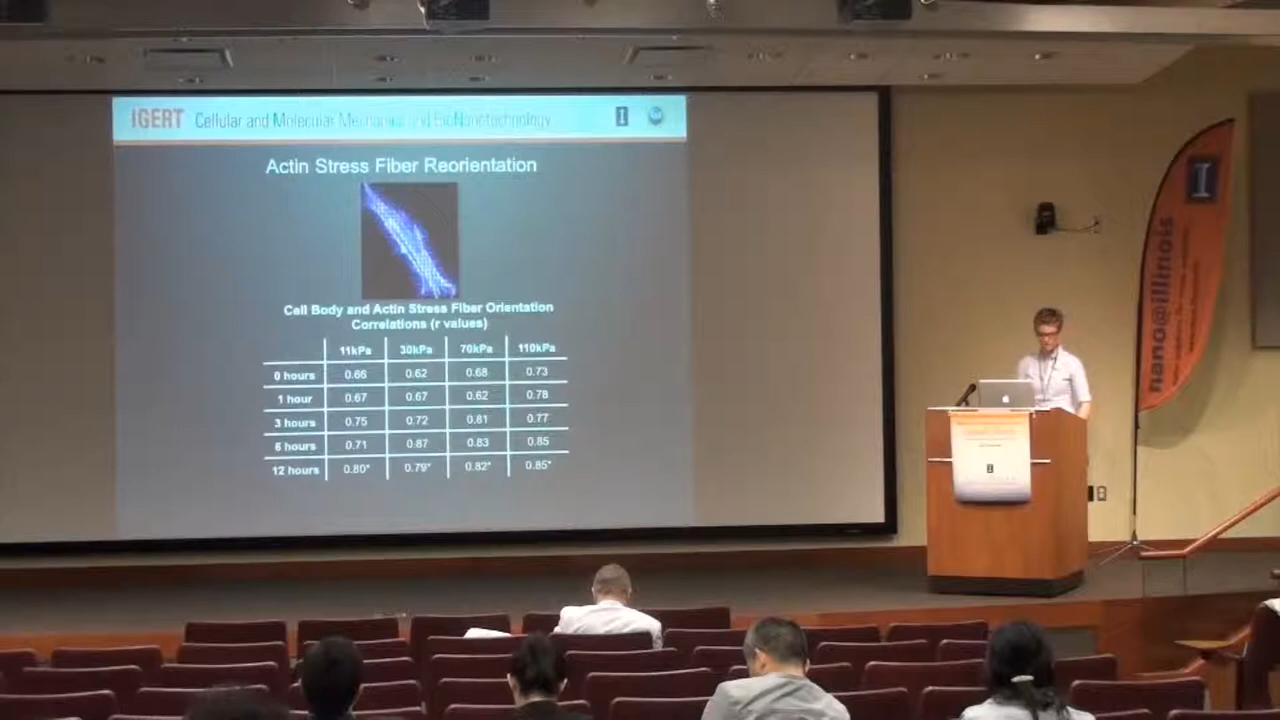 IGERT Cellular and Molecular Mechanics and BioNanotechnology
I
Actin Stress Fiber Reorientation
Cell Body and Actin Stress Fiber Orientation
Correlations (r values)
11kPa 30kPa 70kPa 110kPa
0 hours 0.66 0.62 0.68 0.73
1 hour 0.67 0.67 0.62 0.78
3 hours 0.75 0.72 0.81 0.77
6 hours 0.71 0.87 0.83 0.85
12 hours 0.80* 0.79* 0.82* 0.85*
I
nano@illinois